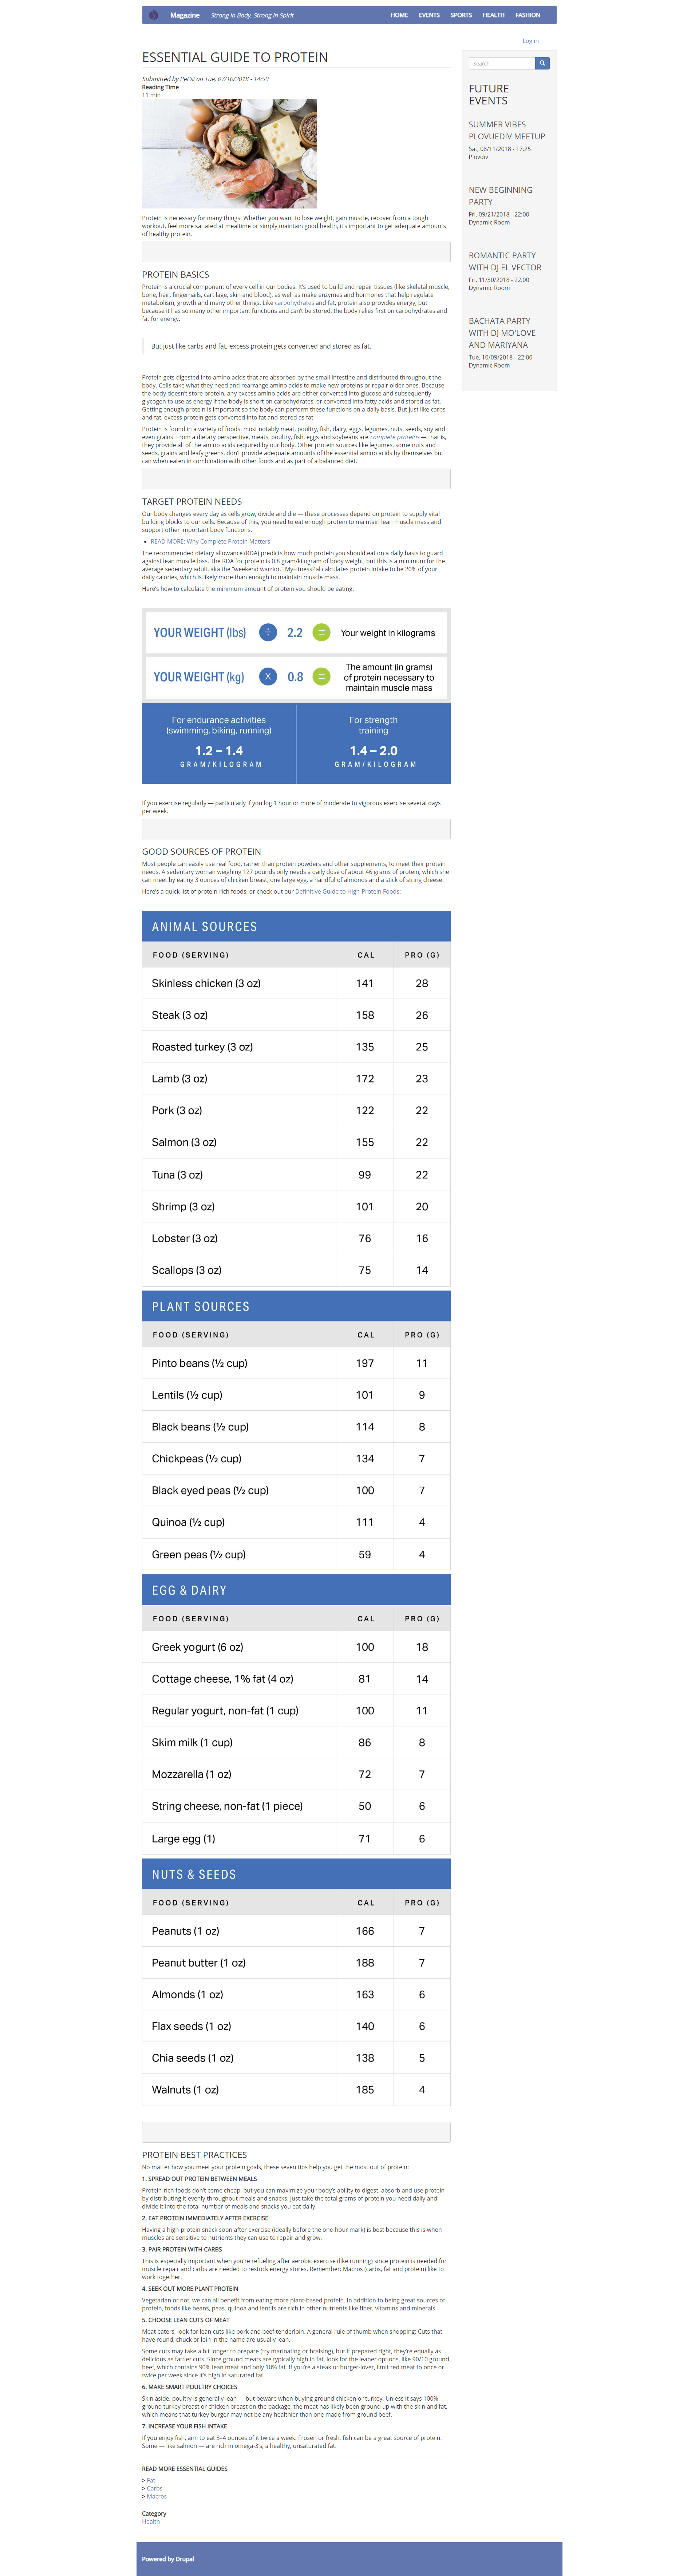 Magazine
Strong in Body, Strong in Spirit
HOME EVENTS SPORTS HEALTH FASHION
Log in
ESSENTIAL GUIDE TO PROTEIN
Submitted by PePsi on Tue, 07/10/2018 - 14:59
Reading Time
11 min
Protein is necessary for many things. Whether you want to lose weight, gain muscle, recover from a tough
workout, feel more satiated at mealtime or simply maintain good health, it's important to get adequate amounts
of healthy protein.
PROTEIN BASICS
Protein is a crucial component of every cell in our bodies. It's used to build and repair tissues (like skeletal muscle,
bone, hair, fingernails, cartilage, skin and blood), as well as make enzymes and hormones that help regulate
metabolism, growth and many other things. Like carbohydrates and fat, protein also provides energy, but
because it has so many other important functions and can't be stored, the body relies first on carbohydrates and
fat for energy.
But just like carbs and fat, excess protein gets converted and stored as fat.
Protein gets digested into amino acids that are absorbed by the small intestine and distributed throughout the
body. Cells take what they need and rearrange amino acids to make new proteins or repair older ones. Because
the body doesn't store protein, any excess amino acids are either converted into glucose and subsequently
glycogen to use as energy if the body is short on carbohydrates, or converted into fatty acids and stored as fat.
Getting enough protein is important so the body can perform these functions on a daily basis. But just like carbs
and fat, excess protein gets converted into fat and stored as fat.
Protein is found in a variety of foods: most notably meat, poultry, fish, dairy, eggs, legumes, nuts, seeds, soy and
even grains. From a dietary perspective, meats, poultry, fish, eggs and soybeans are complete proteins — that is,
they provide all of the amino acids required by our body. Other protein sources like legumes, some nuts and
seeds, grains and leafy greens, don't provide adequate amounts of the essential amino acids by themselves but
can when eaten in combination with other foods and as part of a balanced diet.
TARGET PROTEIN NEEDS
Our body changes every day as cells grow, divide and die — these processes depend on protein to supply vital
building blocks to our cells. Because of this, you need to eat enough protein to maintain lean muscle mass and
support other important body functions.
READ MORE: Why Complete Protein Matters
The recommended dietary allowance (RDA) predicts how much protein you should eat on a daily basis to guard
against lean muscle loss. The RDA for protein is 0.8 gram/kilogram of body weight, but this is a minimum for the
average sedentary adult, aka the "weekend warrior." MyFitnessPal calculates protein intake to be 20% of your
daily calories, which is likely more than enough to maintain muscle mass.
Here's how to calculate the minimum amount of protein you should be eating:
YOUR WEIGHT (lbs) ÷ 2.2 = Your weight in kilograms
YOUR WEIGHT (kg) X 0.8 = The amount (in grams)
of protein necessary to
maintain muscle mass
For endurance activities
(swimming, biking, running)
1.2 – 1.4
GRAM/KILOGRAM
For strength
training
1.4 – 2.0
GRAM/KILOGRAM
If you exercise regularly — particularly if you log 1 hour or more of moderate to vigorous exercise several days
per week.
GOOD SOURCES OF PROTEIN
Most people can easily use real food, rather than protein powders and other supplements, to meet their protein
needs. A sedentary woman weighing 127 pounds only needs a daily dose of about 46 grams of protein, which she
can meet by eating 3 ounces of chicken breast, one large egg, a handful of almonds and a stick of string cheese.
Here's a quick list of protein-rich foods, or check out our Definitive Guide to High-Protein Foods:
ANIMAL SOURCES
FOOD (SERVING) CAL PRO (G)
Skinless chicken (3 oz) 141 28
Steak (3 oz) 158 26
Roasted turkey (3 oz) 135 25
Lamb (3 oz) 172 23
Pork (3 oz) 122 22
Salmon (3 oz) 155 22
Tuna (3 oz) 99 22
Shrimp (3 oz) 101 20
Lobster (3 oz) 76 16
Scallops (3 oz) 75 14
PLANT SOURCES
FOOD (SERVING) CAL PRO (G)
Pinto beans (½ cup) 197 11
Lentils (½ cup) 101 9
Black beans (½ cup) 114 8
Chickpeas (½ cup) 134 7
Black eyed peas (½ cup) 100 7
Quinoa (½ cup) 111 4
Green peas (½ cup) 59 4
EGG & DAIRY
FOOD (SERVING) CAL PRO (G)
Greek yogurt (6 oz) 100 18
Cottage cheese, 1% fat (4 oz) 81 14
Regular yogurt, non-fat (1 cup) 100 11
Skim milk (1 cup) 86 8
Mozzarella (1 oz) 72 7
String cheese, non-fat (1 piece) 50 6
Large egg (1) 71 6
NUTS & SEEDS
FOOD (SERVING) CAL PRO (G)
Peanuts (1 oz) 166 7
Peanut butter (1 oz) 188 7
Almonds (1 oz) 163 6
Flax seeds (1 oz) 140 6
Chia seeds (1 oz) 138 5
Walnuts (1 oz) 185 4
PROTEIN BEST PRACTICES
No matter how you meet your protein goals, these seven tips help you get the most out of protein:
1. SPREAD OUT PROTEIN BETWEEN MEALS
Protein-rich foods don't come cheap, but you can maximize your body's ability to digest, absorb and use protein
by distributing it evenly throughout meals and snacks. Just take the total grams of protein you need daily and
divide it into the total number of meals and snacks you eat daily.
2. EAT PROTEIN IMMEDIATELY AFTER EXERCISE
Having a high-protein snack soon after exercise (ideally before the one-hour mark) is best because this is when
muscles are sensitive to nutrients they can use to repair and grow.
3. PAIR PROTEIN WITH CARBS
This is especially important when you're refueling after aerobic exercise (like running) since protein is needed for
muscle repair and carbs are needed to restock energy stores. Remember: Macros (carbs, fat and protein) like to
work together.
4. SEEK OUT MORE PLANT PROTEIN
Vegetarian or not, we can all benefit from eating more plant-based protein. In addition to being great sources of
protein, foods like beans, peas, quinoa and lentils are rich in other nutrients like fiber, vitamins and minerals.
5. CHOOSE LEAN CUTS OF MEAT
Meat eaters, look for lean cuts like pork and beef tenderloin. A general rule of thumb when shopping: Cuts that
have round, chuck or loin in the name are usually lean.
Some cuts may take a bit longer to prepare (try marinating or braising), but if prepared right, they're equally as
delicious as fattier cuts. Since ground meats are typically high in fat, look for the leaner options, like 90/10 ground
beef, which contains 90% lean meat and only 10% fat. If you're a steak or burger-lover, limit red meat to once or
twice per week since it's high in saturated fat.
6. MAKE SMART POULTRY CHOICES
Skin aside, poultry is generally lean — but beware when buying ground chicken or turkey. Unless it says 100%
ground turkey breast or chicken breast on the package, the meat has likely been ground up with the skin and fat,
which means that turkey burger may not be any healthier than one made from ground beef.
7. INCREASE YOUR FISH INTAKE
If you enjoy fish, aim to eat 3–4 ounces of it twice a week. Frozen or fresh, fish can be a great source of protein.
Some — like salmon — are rich in omega-3's, a healthy, unsaturated fat.
READ MORE ESSENTIAL GUIDES
> Fat
> Carbs
> Macros
Category
Health
Search
FUTURE
EVENTS
SUMMER VIBES
PLOVUEDIV MEETUP
Sat, 08/11/2018 - 17:25
Plovdiv
NEW BEGINNING
PARTY
Fri, 09/21/2018 - 22:00
Dynamic Room
ROMANTIC PARTY
WITH DJ EL VECTOR
Fri, 11/30/2018 - 22:00
Dynamic Room
BACHATA PARTY
WITH DJ MO'LOVE
AND MARIYANA
Tue, 10/09/2018 - 22:00
Dynamic Room
Powered by Drupal